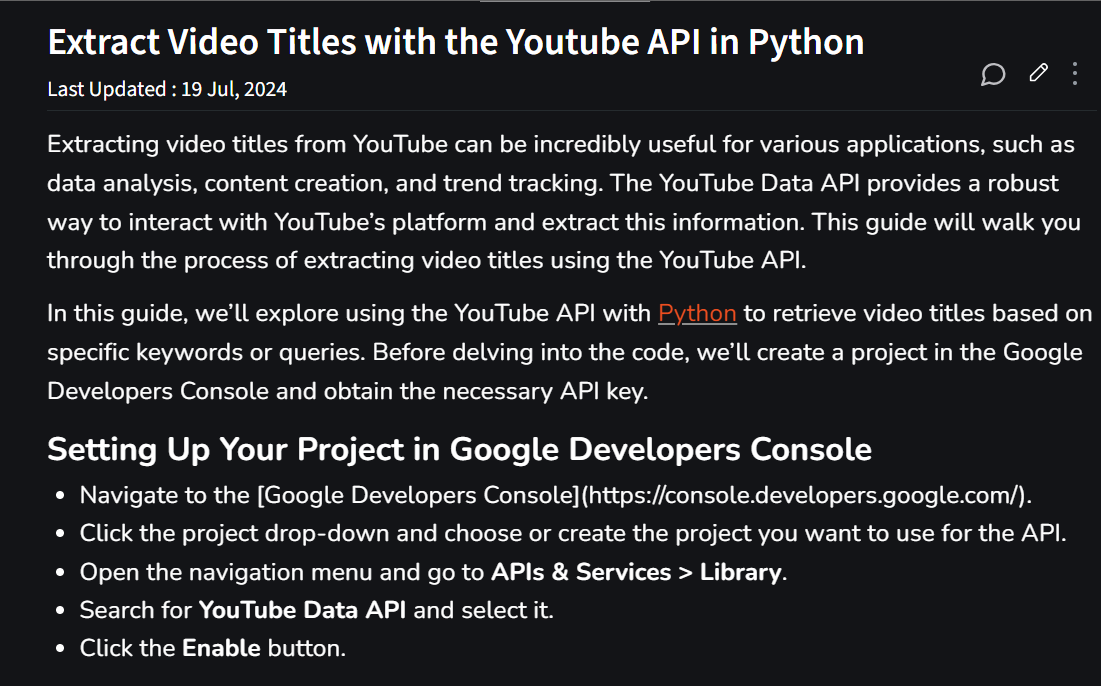 Extract Video Titles with the Youtube API in Python
Last Updated : 19 Jul, 2024
Extracting video titles from YouTube can be incredibly useful for various applications, such as
data analysis, content creation, and trend tracking. The YouTube Data API provides a robust
way to interact with YouTube’s platform and extract this information. This guide will walk you
through the process of extracting video titles using the YouTube API.
In this guide, we’ll explore using the YouTube API with Python to retrieve video titles based on
specific keywords or queries. Before delving into the code, we’ll create a project in the Google
Developers Console and obtain the necessary API key.
Setting Up Your Project in Google Developers Console
• Navigate to the [Google Developers Console](https://console.developers.google.com/).
• Click the project drop-down and choose or create the project you want to use for the API.
• Open the navigation menu and go to APIs & Services > Library.
• Search for YouTube Data API and select it.
• Click the Enable button.